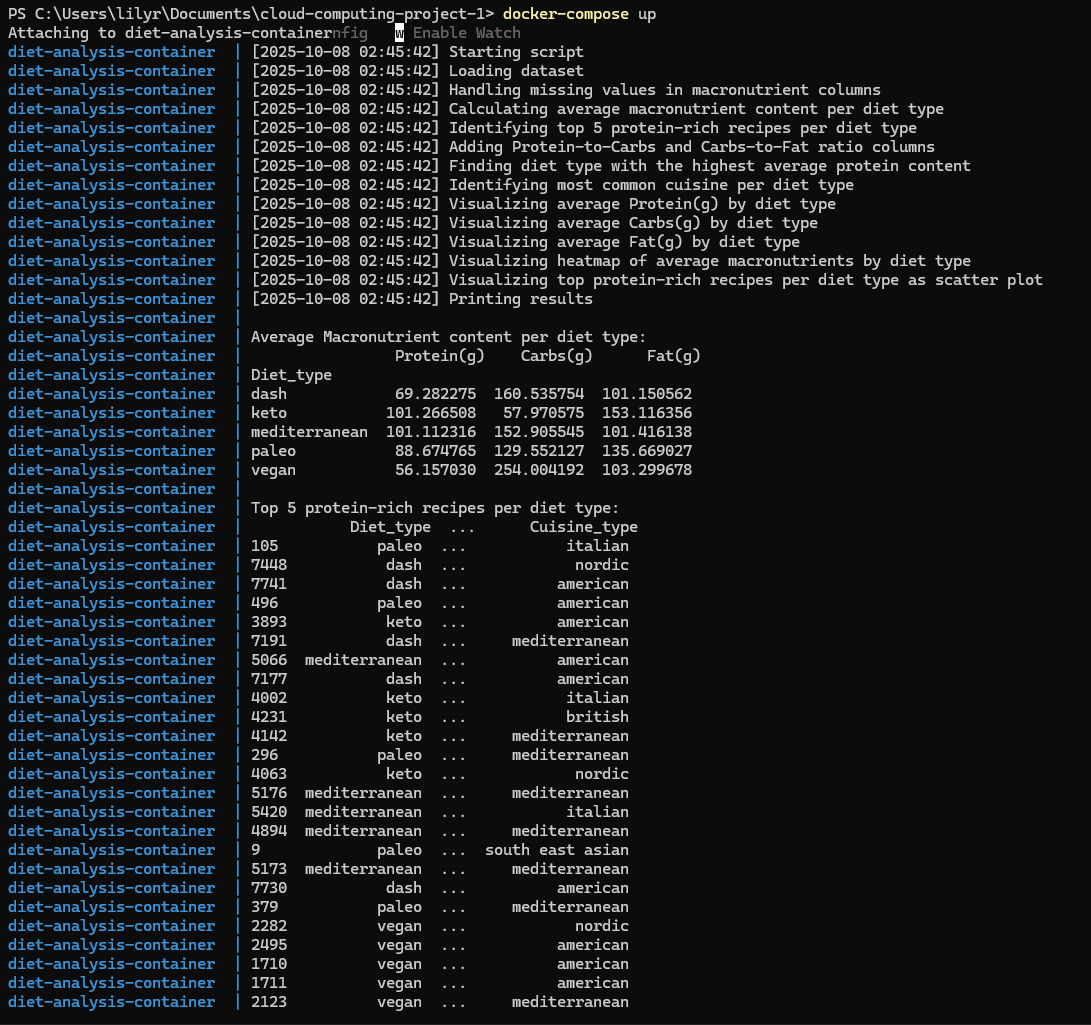 PS C:\Users\lilyr\Documents\cloud-computing-project-1> docker-compose up
Attaching to diet-analysis-containernfig   w Enable Watch
diet-analysis-container  | [2025-10-08 02:45:42] Starting script
diet-analysis-container  | [2025-10-08 02:45:42] Loading dataset
diet-analysis-container  | [2025-10-08 02:45:42] Handling missing values in macronutrient columns
diet-analysis-container  | [2025-10-08 02:45:42] Calculating average macronutrient content per diet type
diet-analysis-container  | [2025-10-08 02:45:42] Identifying top 5 protein-rich recipes per diet type
diet-analysis-container  | [2025-10-08 02:45:42] Adding Protein-to-Carbs and Carbs-to-Fat ratio columns
diet-analysis-container  | [2025-10-08 02:45:42] Finding diet type with the highest average protein content
diet-analysis-container  | [2025-10-08 02:45:42] Identifying most common cuisine per diet type
diet-analysis-container  | [2025-10-08 02:45:42] Visualizing average Protein(g) by diet type
diet-analysis-container  | [2025-10-08 02:45:42] Visualizing average Carbs(g) by diet type
diet-analysis-container  | [2025-10-08 02:45:42] Visualizing average Fat(g) by diet type
diet-analysis-container  | [2025-10-08 02:45:42] Visualizing heatmap of average macronutrients by diet type
diet-analysis-container  | [2025-10-08 02:45:42] Visualizing top protein-rich recipes per diet type as scatter plot
diet-analysis-container  | [2025-10-08 02:45:42] Printing results
diet-analysis-container  |
diet-analysis-container  | Average Macronutrient content per diet type:
diet-analysis-container  |                 Protein(g)    Carbs(g)      Fat(g)
diet-analysis-container  | Diet_type
diet-analysis-container  | dash            69.282275  160.535754  101.150562
diet-analysis-container  | keto           101.266508   57.970575  153.116356
diet-analysis-container  | mediterranean  101.112316  152.905545  101.416138
diet-analysis-container  | paleo           88.674765  129.552127  135.669027
diet-analysis-container  | vegan           56.157030  254.004192  103.299678
diet-analysis-container  |
diet-analysis-container  | Top 5 protein-rich recipes per diet type:
diet-analysis-container  |            Diet_type  ...      Cuisine_type
diet-analysis-container  | 105           paleo  ...           italian
diet-analysis-container  | 7448           dash  ...            nordic
diet-analysis-container  | 7741           dash  ...          american
diet-analysis-container  | 496           paleo  ...          american
diet-analysis-container  | 3893           keto  ...          american
diet-analysis-container  | 7191           dash  ...     mediterranean
diet-analysis-container  | 5066  mediterranean  ...          american
diet-analysis-container  | 7177           dash  ...          american
diet-analysis-container  | 4002           keto  ...           italian
diet-analysis-container  | 4231           keto  ...           british
diet-analysis-container  | 4142           keto  ...     mediterranean
diet-analysis-container  | 296           paleo  ...     mediterranean
diet-analysis-container  | 4063           keto  ...            nordic
diet-analysis-container  | 5176  mediterranean  ...     mediterranean
diet-analysis-container  | 5420  mediterranean  ...           italian
diet-analysis-container  | 4894  mediterranean  ...     mediterranean
diet-analysis-container  | 9             paleo  ...  south east asian
diet-analysis-container  | 5173  mediterranean  ...     mediterranean
diet-analysis-container  | 7730           dash  ...          american
diet-analysis-container  | 379           paleo  ...     mediterranean
diet-analysis-container  | 2282          vegan  ...            nordic
diet-analysis-container  | 2495          vegan  ...          american
diet-analysis-container  | 1710          vegan  ...          american
diet-analysis-container  | 1711          vegan  ...          american
diet-analysis-container  | 2123          vegan  ...     mediterranean